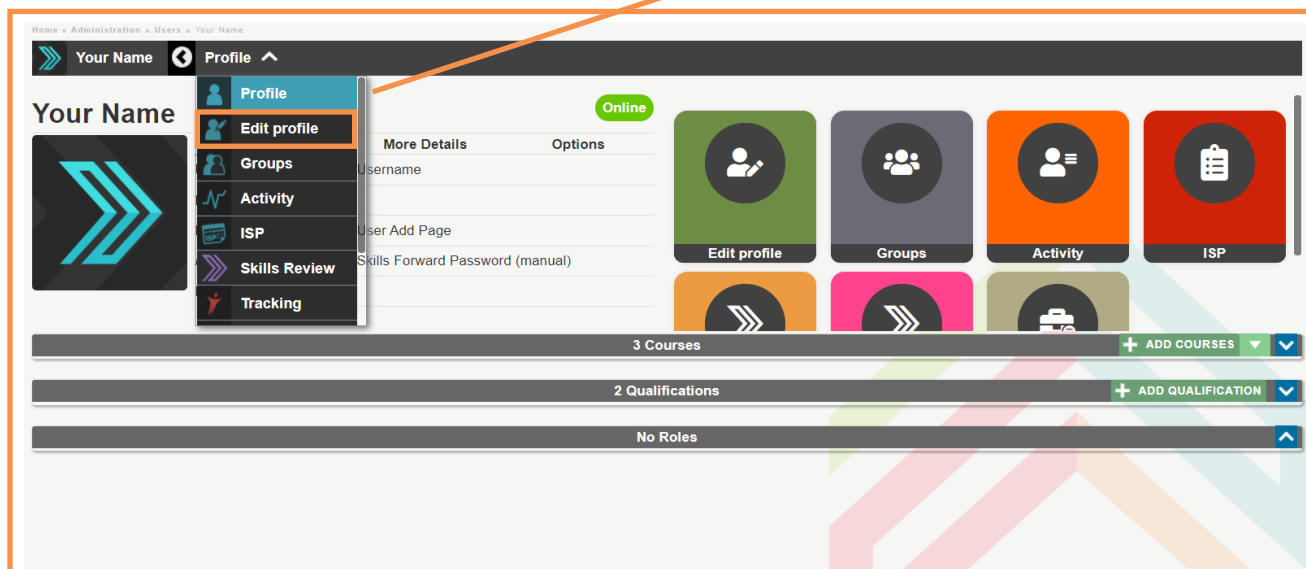 Home » Administration » Users » Your Name
Your Name Profile
Profile
Edit profile
Groups
Activity
ISP
Skills Review
Tracking
Your Name
Online
More Details Options
Username
User Add Page
Skills Forward Password (manual)
Edit profile Groups Activity ISP
3 Courses ADD COURSES
2 Qualifications ADD QUALIFICATION
No Roles